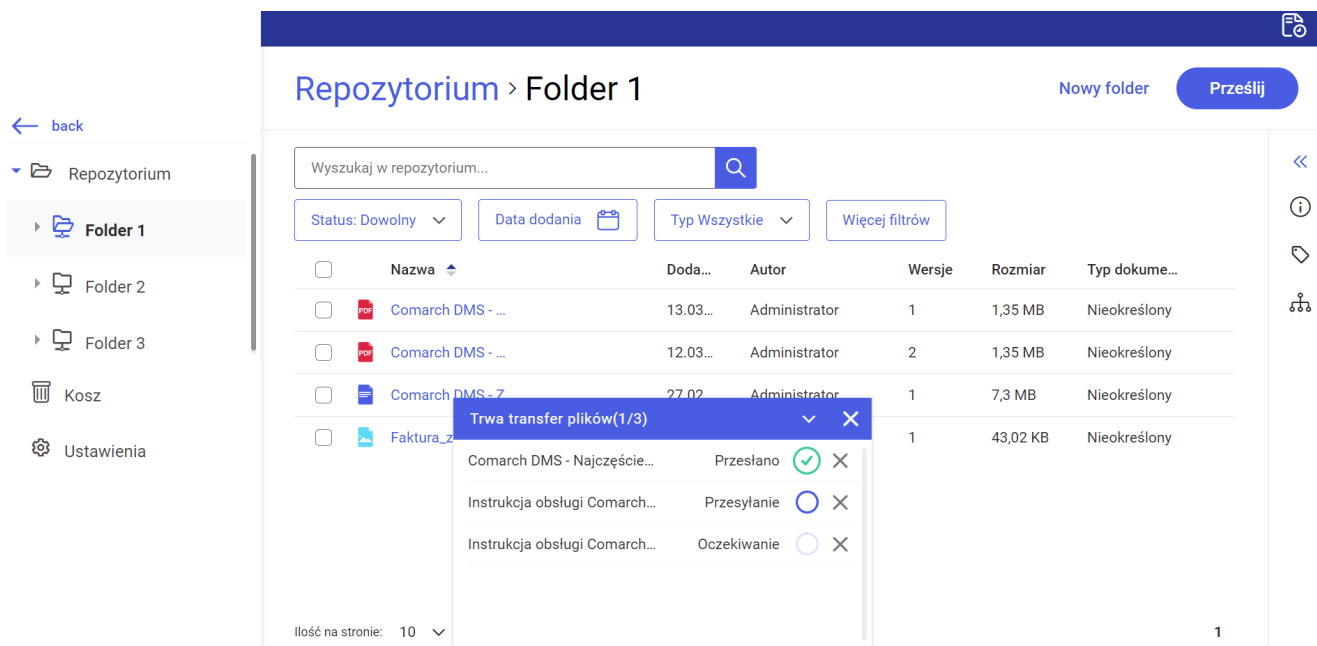 Repozytorium > Folder 1
Nowy folder
Prześlij
back
Repozytorium
Folder 1
Folder 2
Folder 3
Kosz
Ustawienia
Wyszukaj w repozytorium...
Status: Dowolny
Data dodania
Typ Wszystkie
Więcej filtrów
Nazwa Doda... Autor Wersje Rozmiar Typ dokume...
PDF Comarch DMS - ... 13.03... Administrator 1 1,35 MB Nieokreślony
PDF Comarch DMS - ... 12.03... Administrator 2 1,35 MB Nieokreślony
Comarch DMS - Z 27.02 Administrator 1 7,3 MB Nieokreślony
Faktura_z 1 43,02 KB Nieokreślony
Trwa transfer plików(1/3)
Comarch DMS - Najczęście... Przesłano
Instrukcja obsługi Comarch... Przesyłanie
Instrukcja obsługi Comarch... Oczekiwanie
Ilość na stronie: 10
1